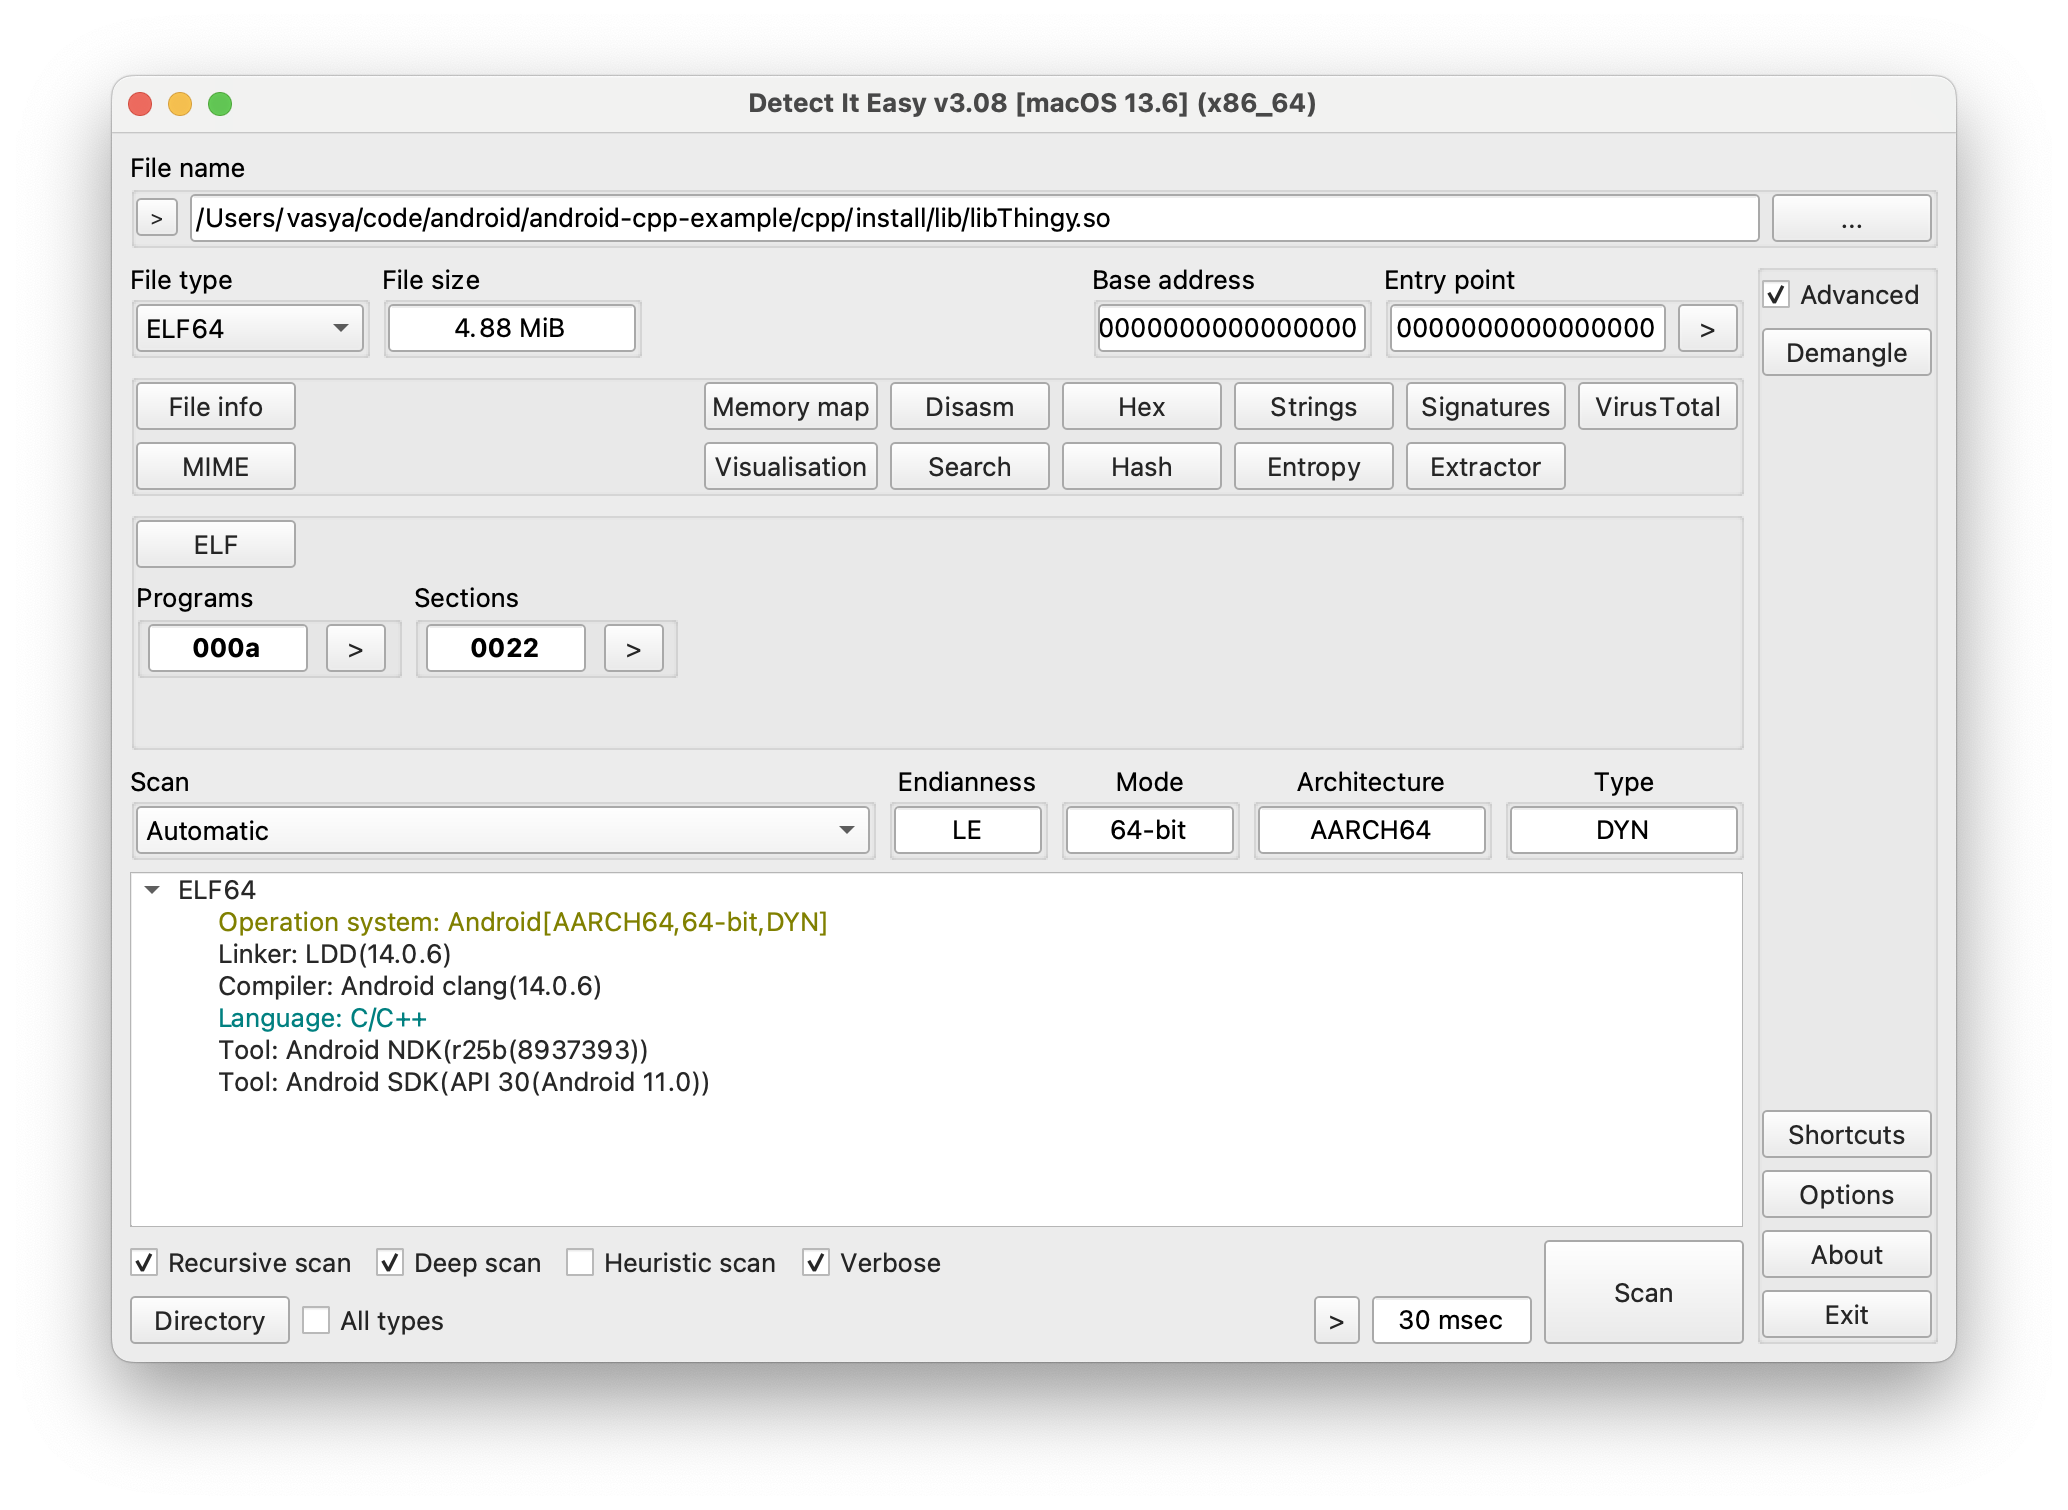 Detect It Easy v3.08 [macOS 13.6] (x86_64)
File name
> /Users/vasya/code/android/android-cpp-example/cpp/install/lib/libThingy.so ...
File type File size Base address Entry point
ELF64 4.88 MiB 0000000000000000 0000000000000000 >
Advanced
Demangle
File info Memory map Disasm Hex Strings Signatures VirusTotal
MIME Visualisation Search Hash Entropy Extractor
ELF
Programs Sections
000a > 0022 >
Scan Endianness Mode Architecture Type
Automatic LE 64-bit AARCH64 DYN
ELF64
Operation system: Android[AARCH64,64-bit,DYN]
Linker: LDD(14.0.6)
Compiler: Android clang(14.0.6)
Language: C/C++
Tool: Android NDK(r25b(8937393))
Tool: Android SDK(API 30(Android 11.0))
Shortcuts
Options
About
Exit
Recursive scan Deep scan Heuristic scan Verbose
Directory All types > 30 msec Scan